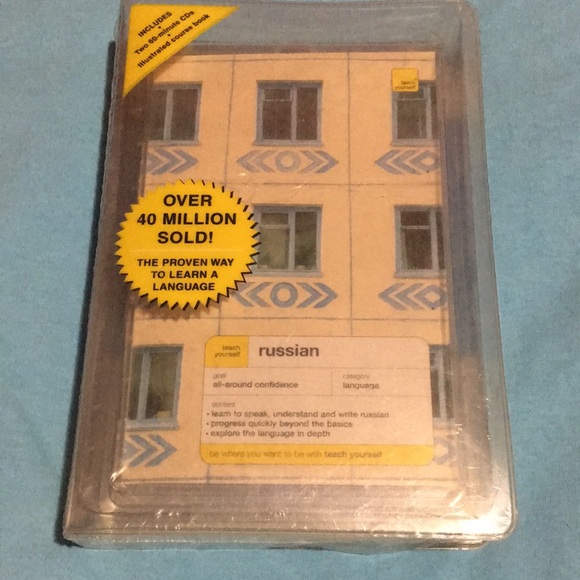 INCLUDES
•
Two 60-minute CDs
•
Illustrated course book
teach
yourself
OVER
40 MILLION
SOLD!
THE PROVEN WAY
TO LEARN A
LANGUAGE
teach
yourself
russian
goal
all-around confidence
category
language
content
• learn to speak, understand and write russian
• progress quickly beyond the basics
• explore the language in depth
be where you want to be with teach yourself